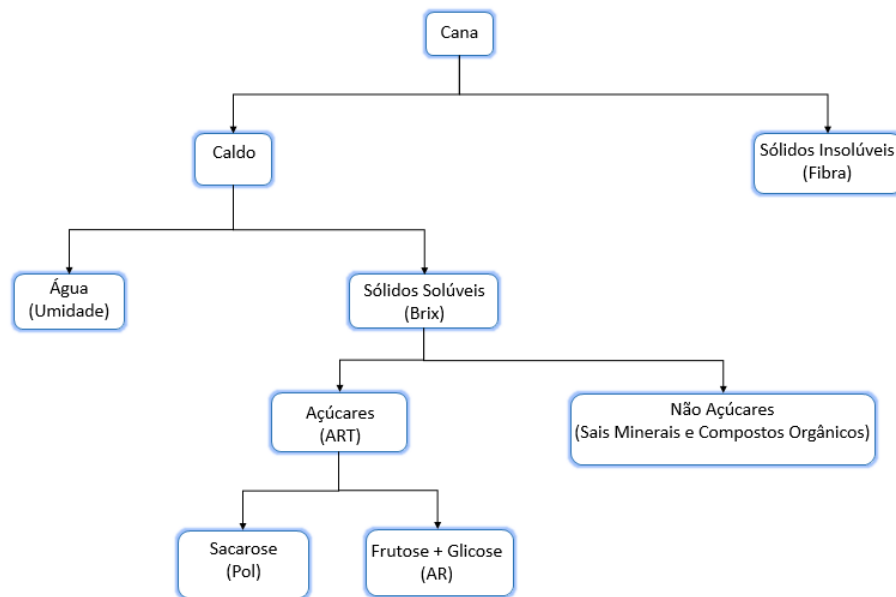 Cana
Caldo
Sólidos Insolúveis
(Fibra)
Água
(Umidade)
Sólidos Solúveis
(Brix)
Açúcares
(ART)
Não Açúcares
(Sais Minerais e Compostos Orgânicos)
Sacarose
(Pol)
Frutose + Glicose
(AR)